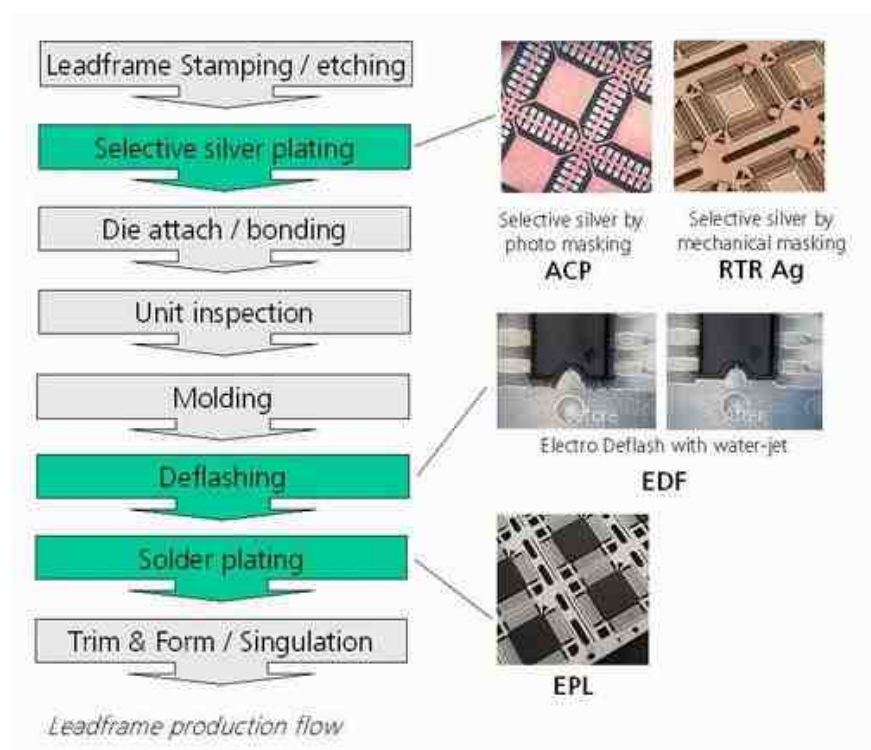 Leadframe Stamping / etching
Selective silver plating
Die attach / bonding
Unit inspection
Molding
Deflashing
Solder plating
Trim & Form / Singulation
Leadframe production flow
Selective silver by
photo masking
ACP
Selective silver by
mechanical masking
RTR Ag
Electro Deflash with water-jet
EDF
EPL